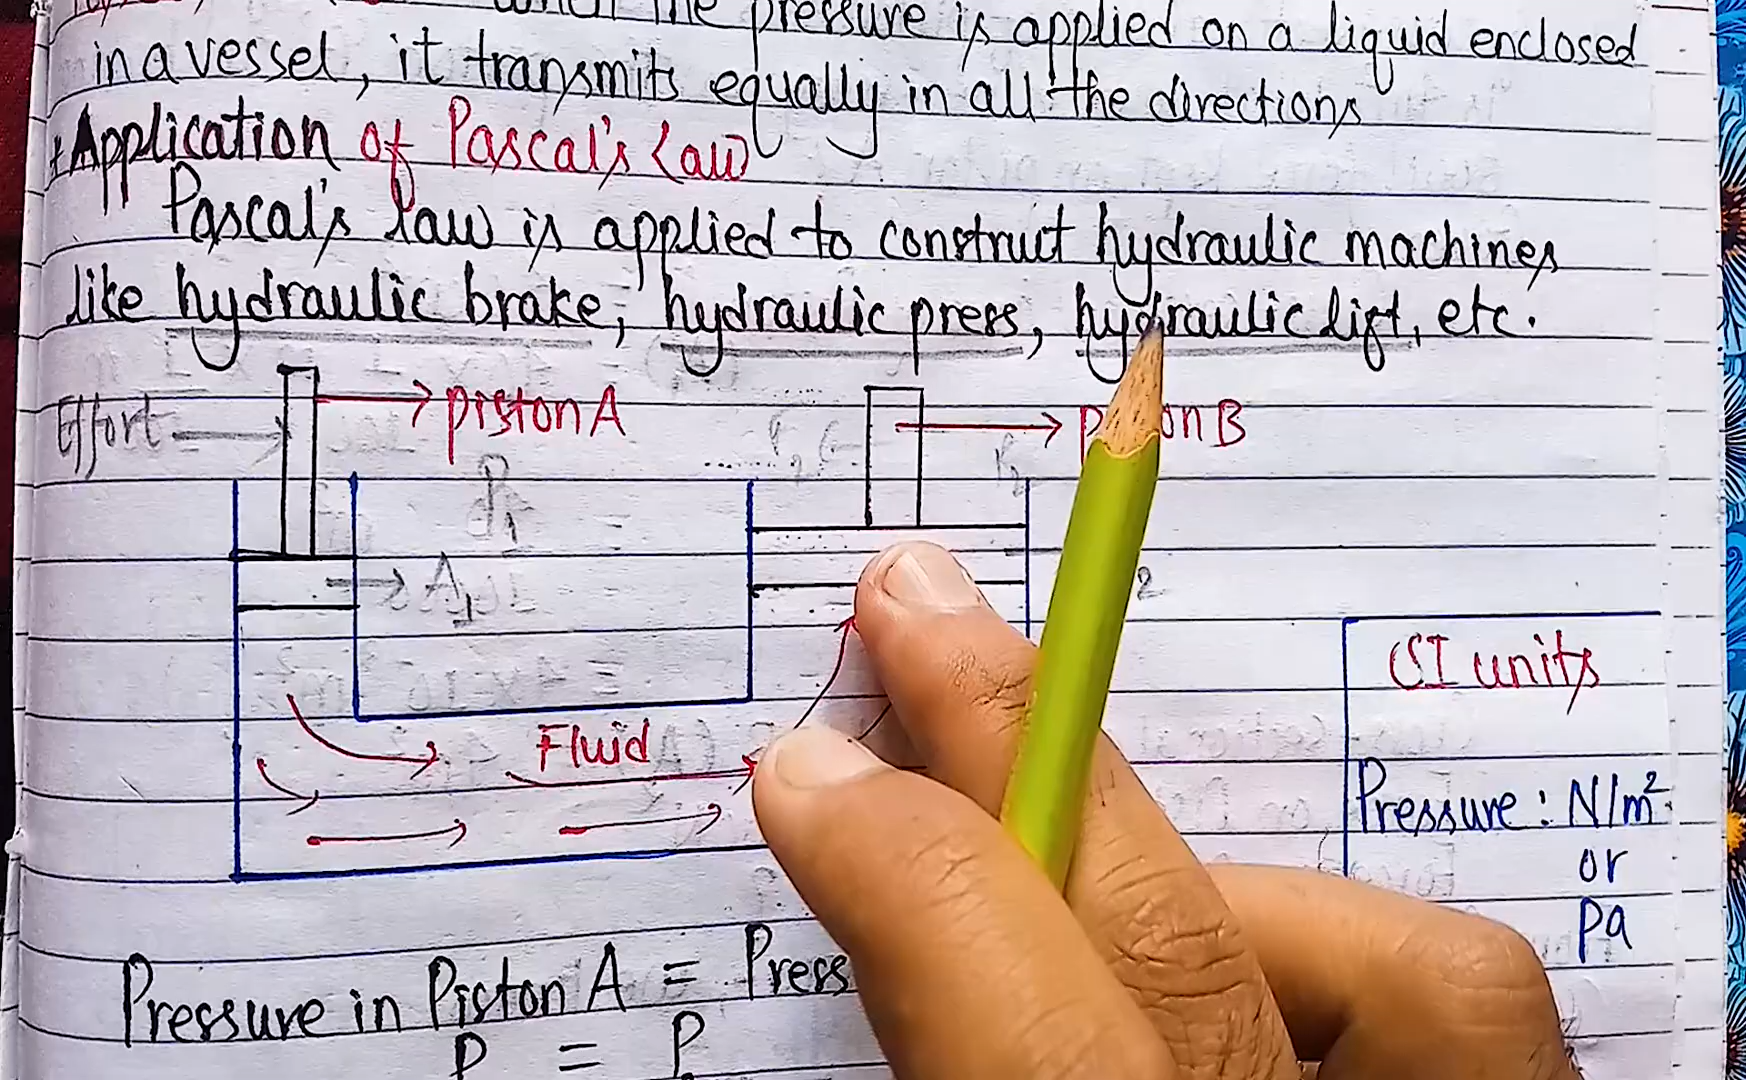 the pressure is applied on a liquid enclosed
in a vessel, it transmits equally in all the directions
Application of Pascal's Law
Pascal's law is applied to construct hydraulic machines
like hydraulic brake, hydraulic press, hydraulic lift, etc.
Effort
piston A
B
P1
A1
2
SI units
Fluid
Pressure: N/m²
or
Pa
Pressure in Piston A = Press
P = P